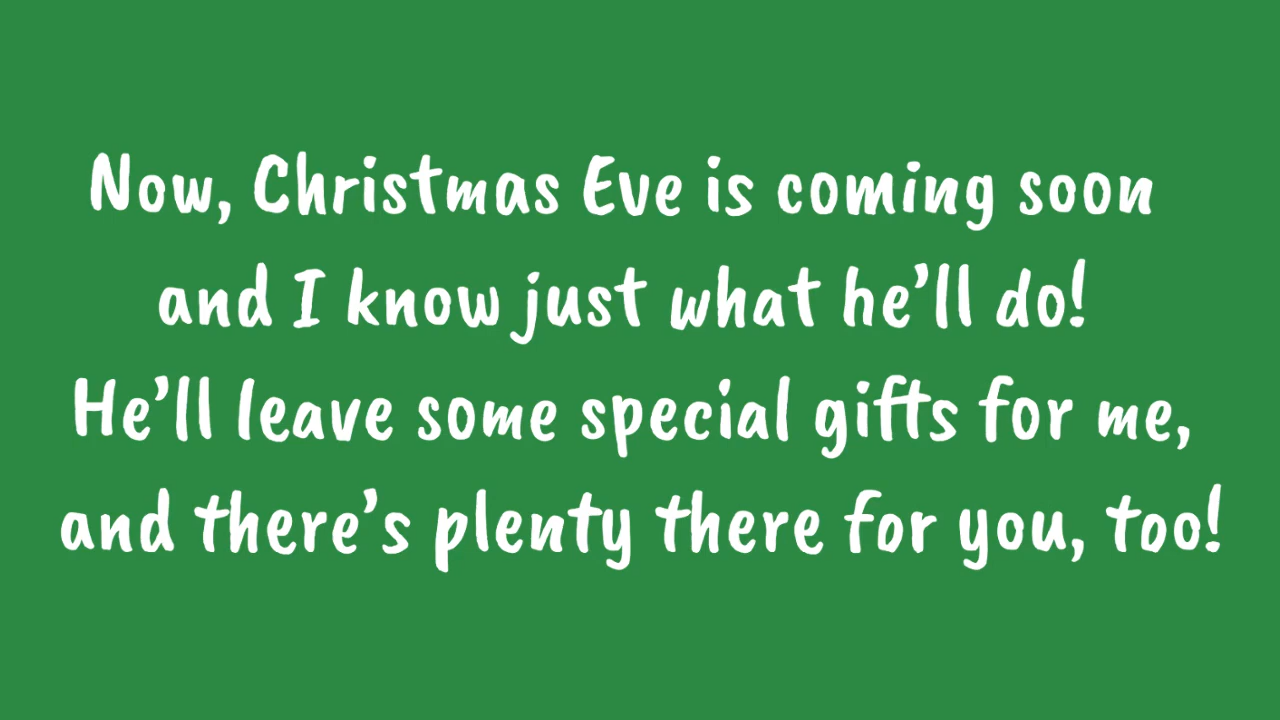 Now, Christmas Eve is coming soon
and I know just what he’ll do!
He’ll leave some special gifts for me,
and there’s plenty there for you, too!